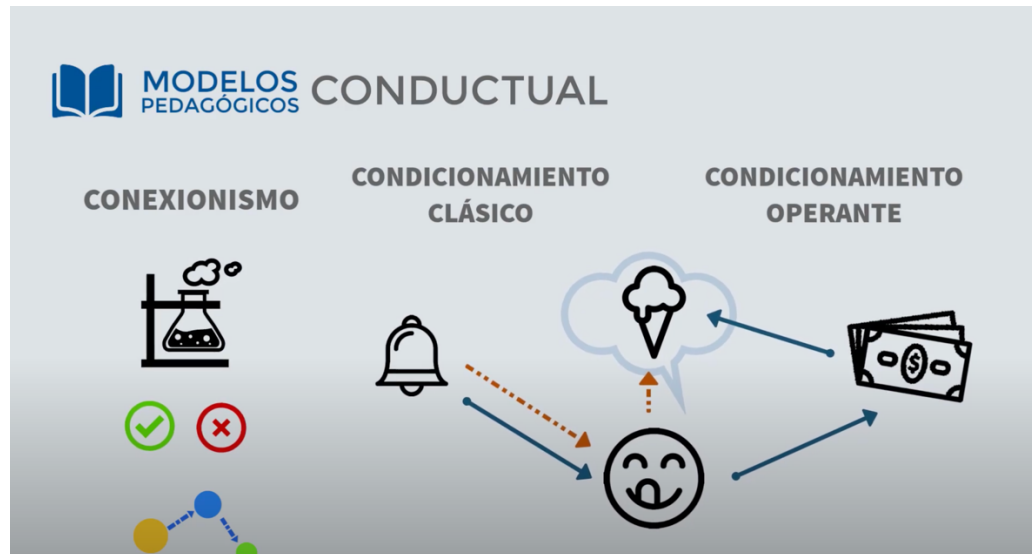 MODELOS
PEDAGÓGICOS
CONDUCTUAL
CONEXIONISMO
CONDICIONAMIENTO
CLÁSICO
CONDICIONAMIENTO
OPERANTE
$